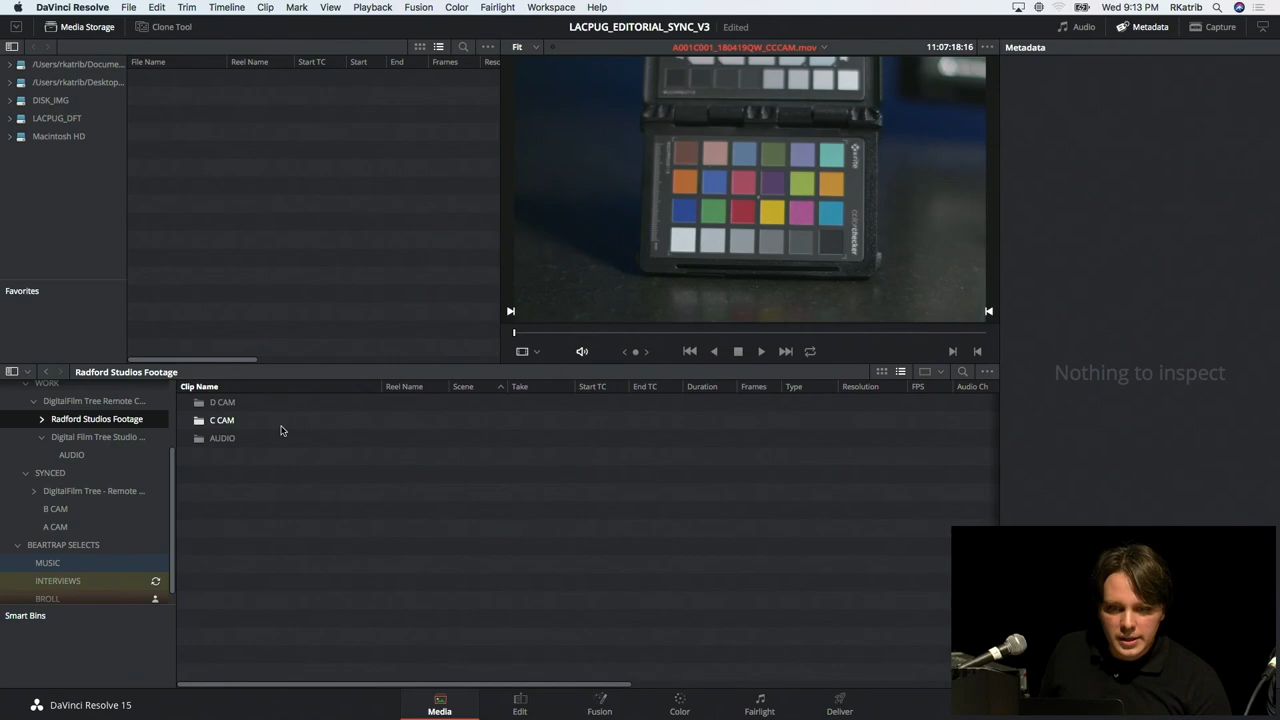 DaVinci Resolve File Edit Trim Timeline Clip Mark View Playback Fusion Color Fairlight Workspace Help Wed 9:13 PM RKatrib
Media Storage Clone Tool LACPUG_EDITORIAL_SYNC_V3 Edited Audio Metadata Capture
Fit A001C001_180419QW_CCCAM.mov 11:07:18:16 Metadata
File Name Reel Name Start TC Start End Frames Resc
/Users/rkatrib/Docume...
/Users/rkatrib/Desktop...
DISK_IMG
LACPUG_DFT
Macintosh HD
x-rite
colorchecker
Favorites
Nothing to inspect
Radford Studios Footage
Clip Name Reel Name Scene Take Start TC End TC Duration Frames Type Resolution FPS Audio Ch
WORK
DigitalFilm Tree Remote C...
Radford Studios Footage
Digital Film Tree Studio ...
AUDIO
SYNCED
DigitalFilm Tree - Remote ...
B CAM
A CAM
BEARTRAP SELECTS
MUSIC
INTERVIEWS
BROLL
Smart Bins
D CAM
C CAM
AUDIO
DaVinci Resolve 15
Media Edit Fusion Color Fairlight Deliver